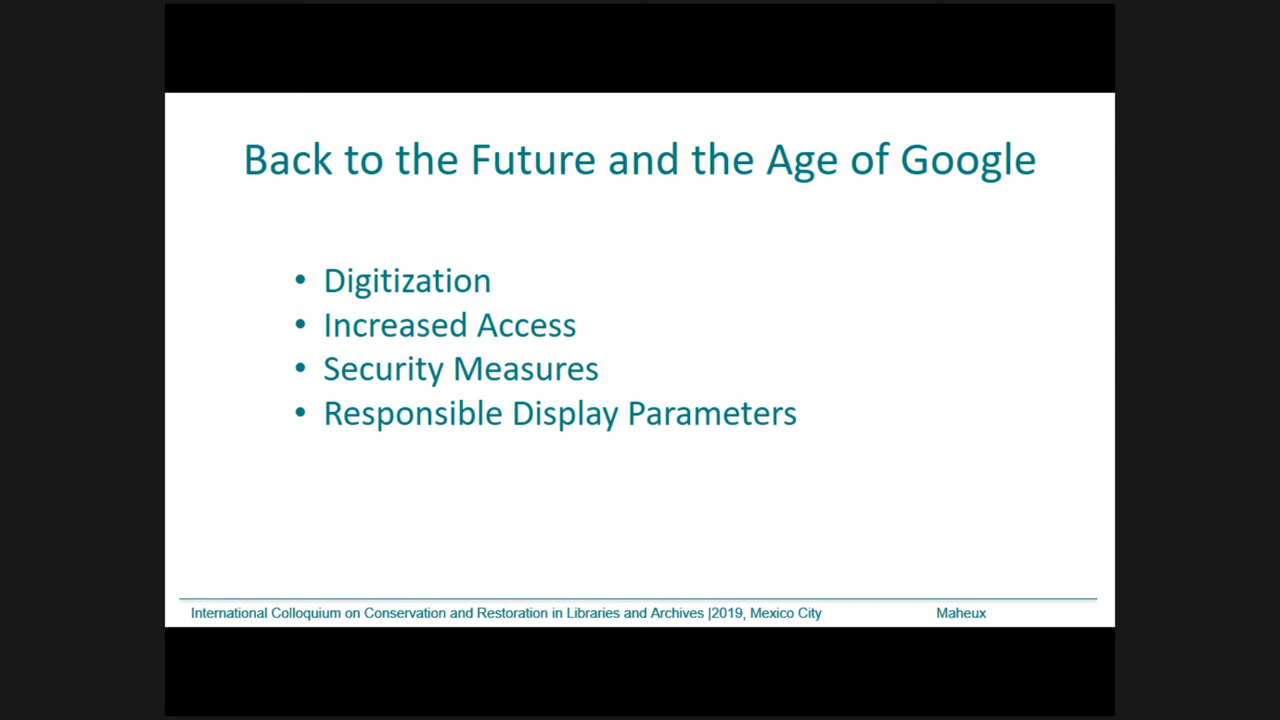 Back to the Future and the Age of Google
• Digitization
• Increased Access
• Security Measures
• Responsible Display Parameters
International Colloquium on Conservation and Restoration in Libraries and Archives |2019, Mexico City Maheux